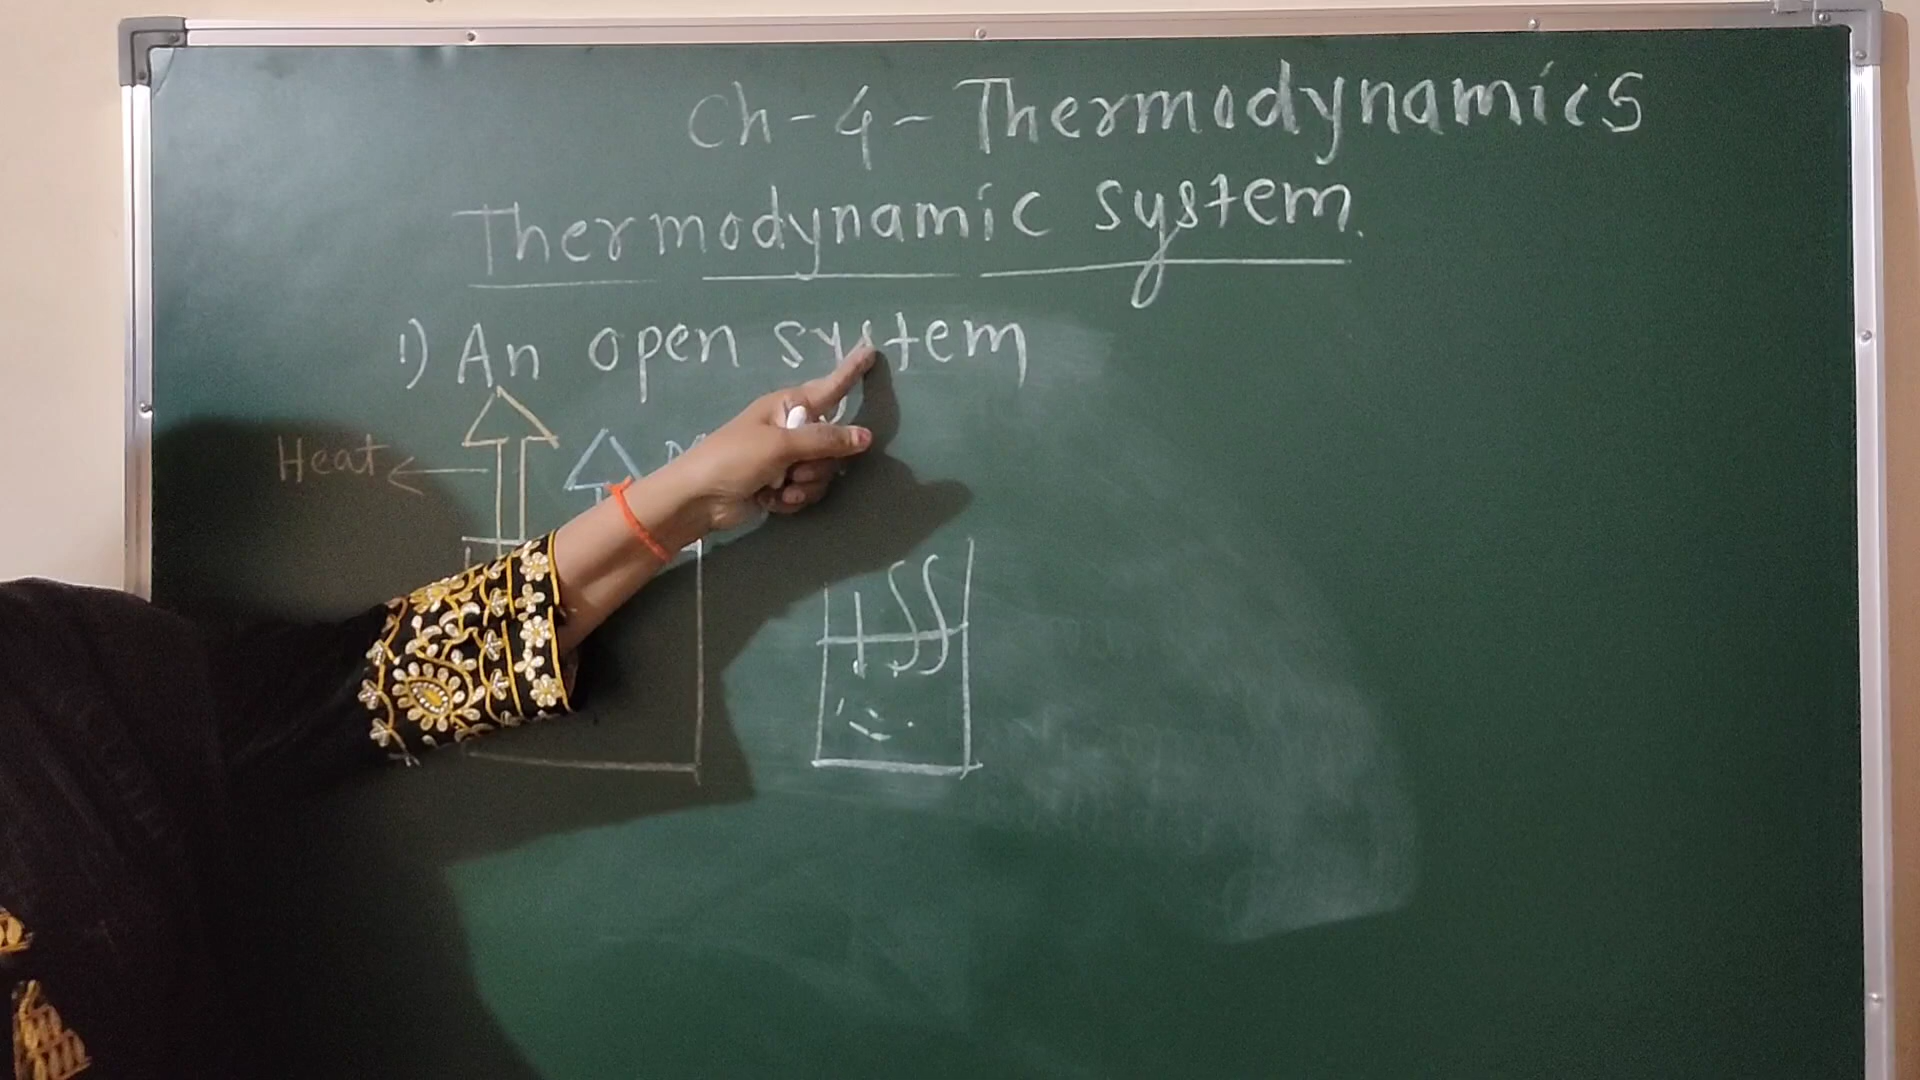 Ch-4-Thermodynamics
Thermodynamic system.
1) An open system
Heat